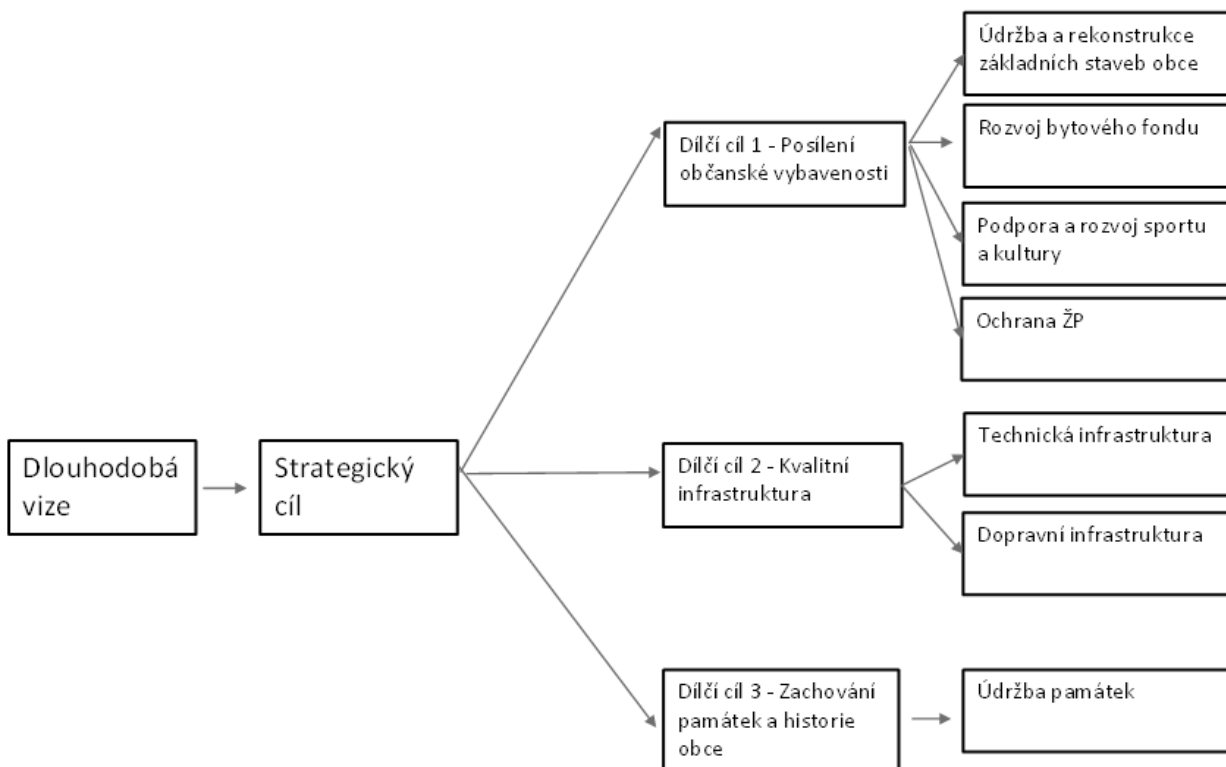 Dlouhodobá
vize
Strategický
cíl
Dílčí cíl 1 - Posílení
občanské vybavenosti
Údržba a rekonstrukce
základních staveb obce
Rozvoj bytového fondu
Podpora a rozvoj sportu
a kultury
Ochrana ŽP
Dílčí cíl 2 - Kvalitní
infrastruktura
Technická infrastruktura
Dopravní infrastruktura
Dílčí cíl 3 - Zachování
památek a historie
obce
Údržba památek